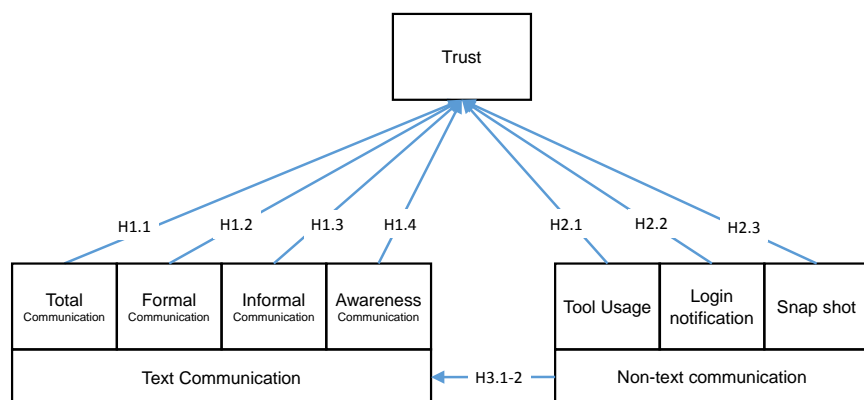 Trust
H1.1
H1.2
H1.3
H1.4
H2.1
H2.2
H2.3
Total
Communication
Formal
Communication
Informal
Communication
Awareness
Communication
Tool Usage
Login
notification
Snap shot
Text Communication
H3.1-2
Non-text communication